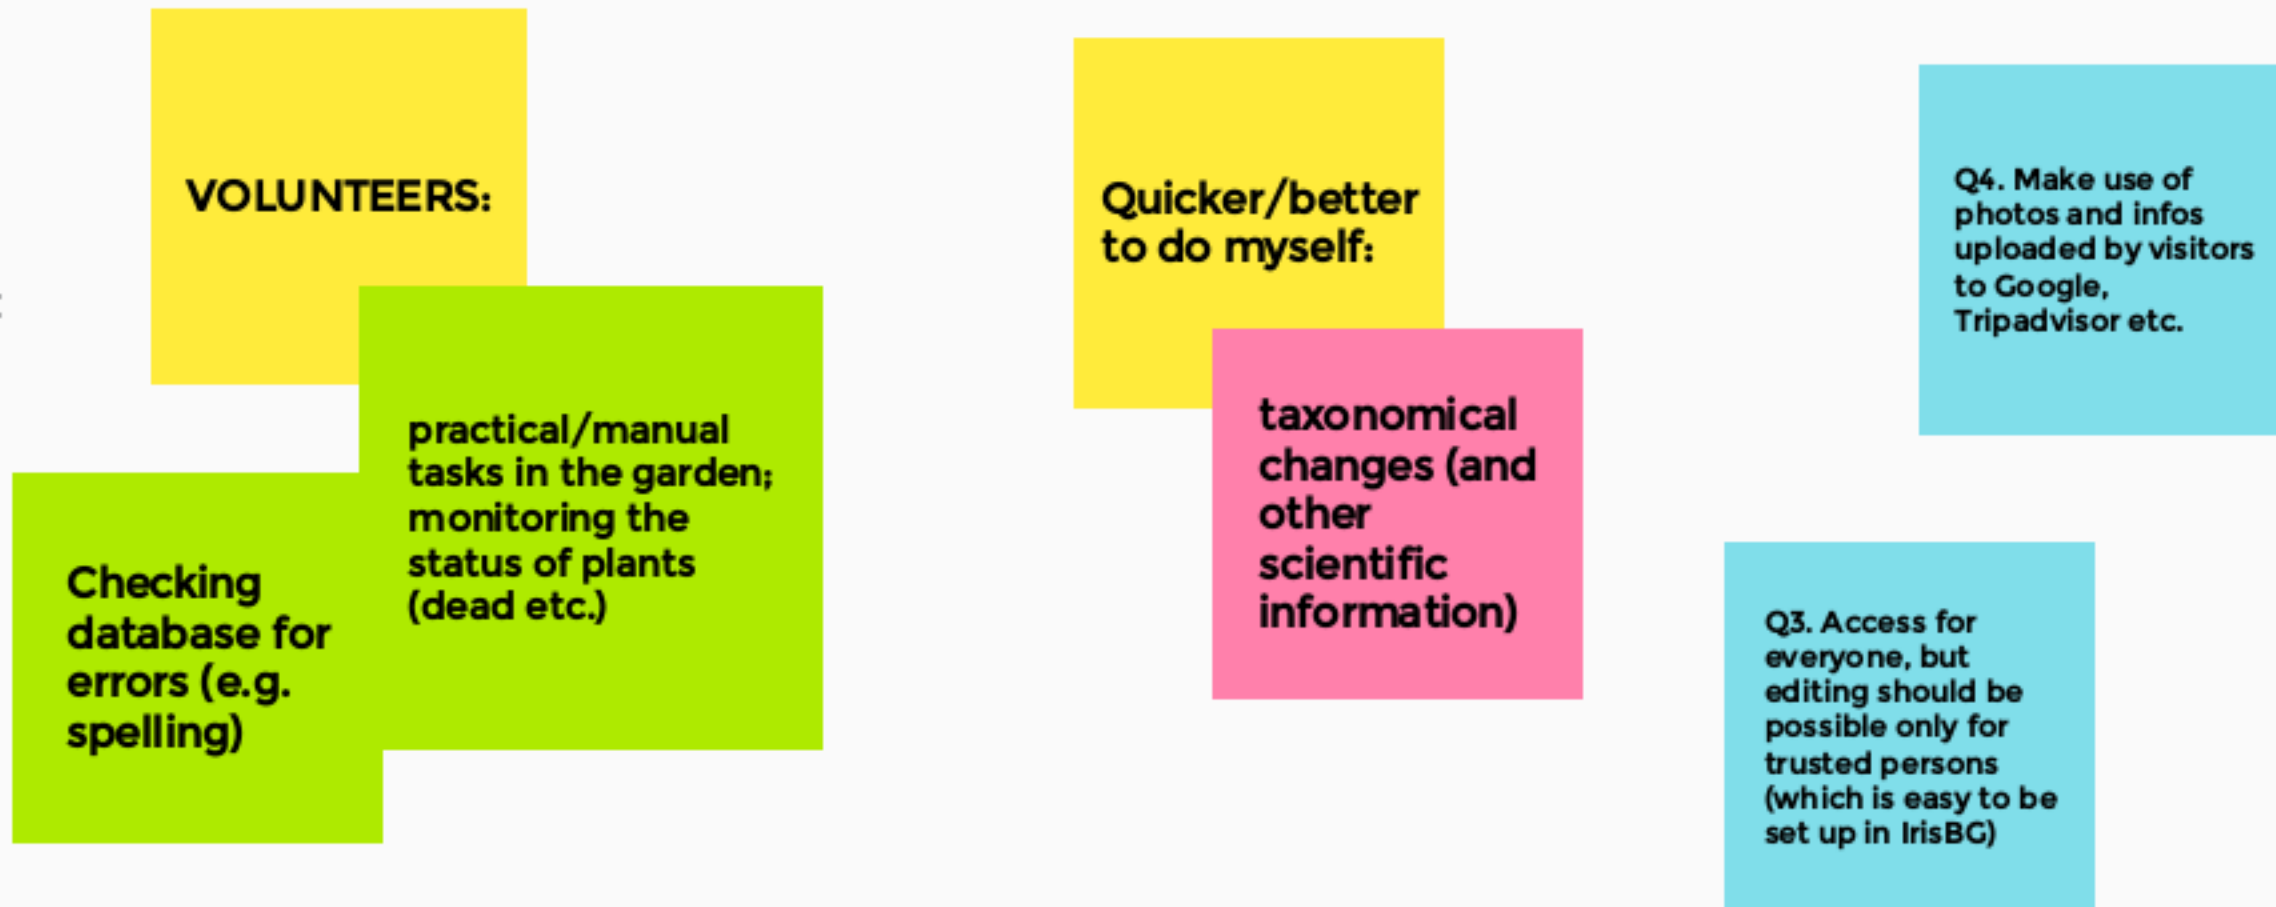 VOLUNTEERS:
practical/manual
tasks in the garden;
monitoring the
status of plants
(dead etc.)
Checking
database for
errors (e.g.
spelling)
Quicker/better
to do myself:
taxonomical
changes (and
other
scientific
information)
Q4. Make use of
photos and infos
uploaded by visitors
to Google,
Tripadvisor etc.
Q3. Access for
everyone, but
editing should be
possible only for
trusted persons
(which is easy to be
set up in IrisBG)